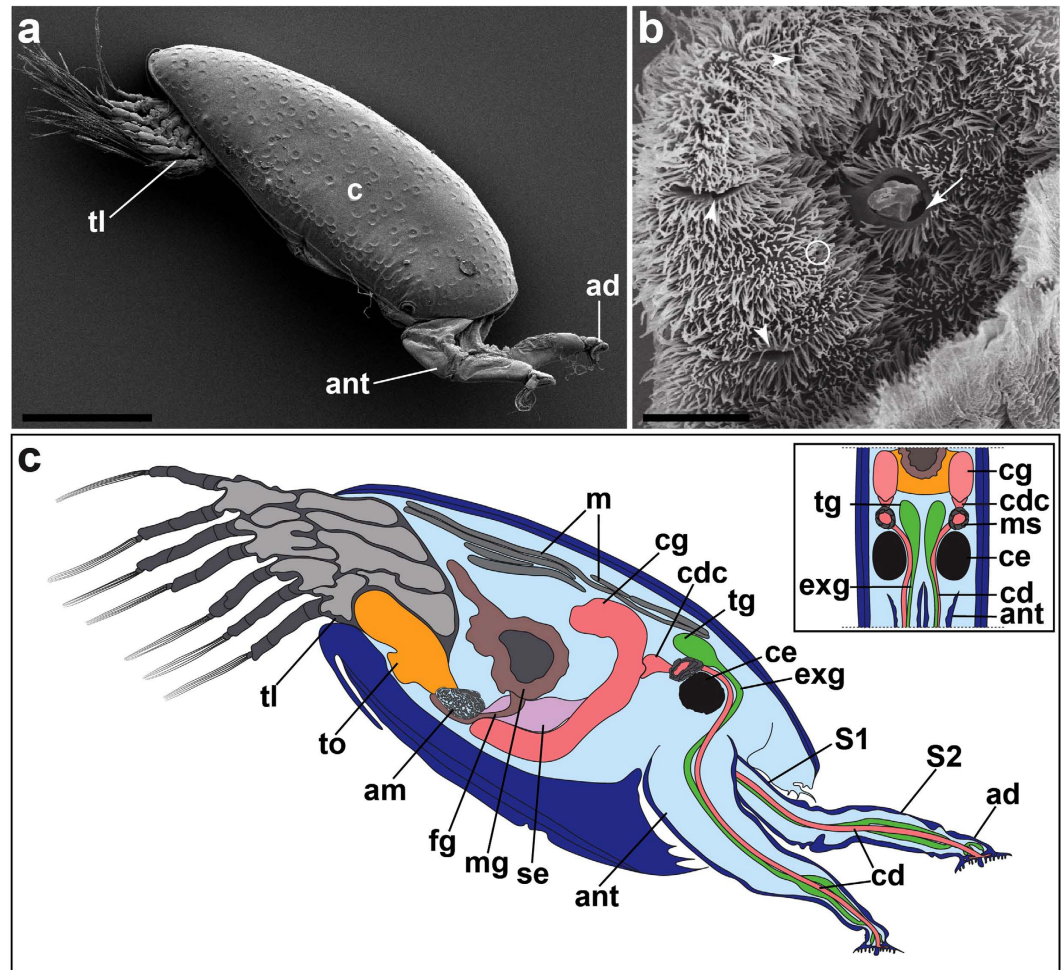 a
tl
c
ad
ant
b
c
m
cg
cdc
tg
ce
exg
S1
S2
ad
tl
to
am
fg
mg
se
ant
cd
tg
cg
cdc
ms
ce
exg
cd
ant